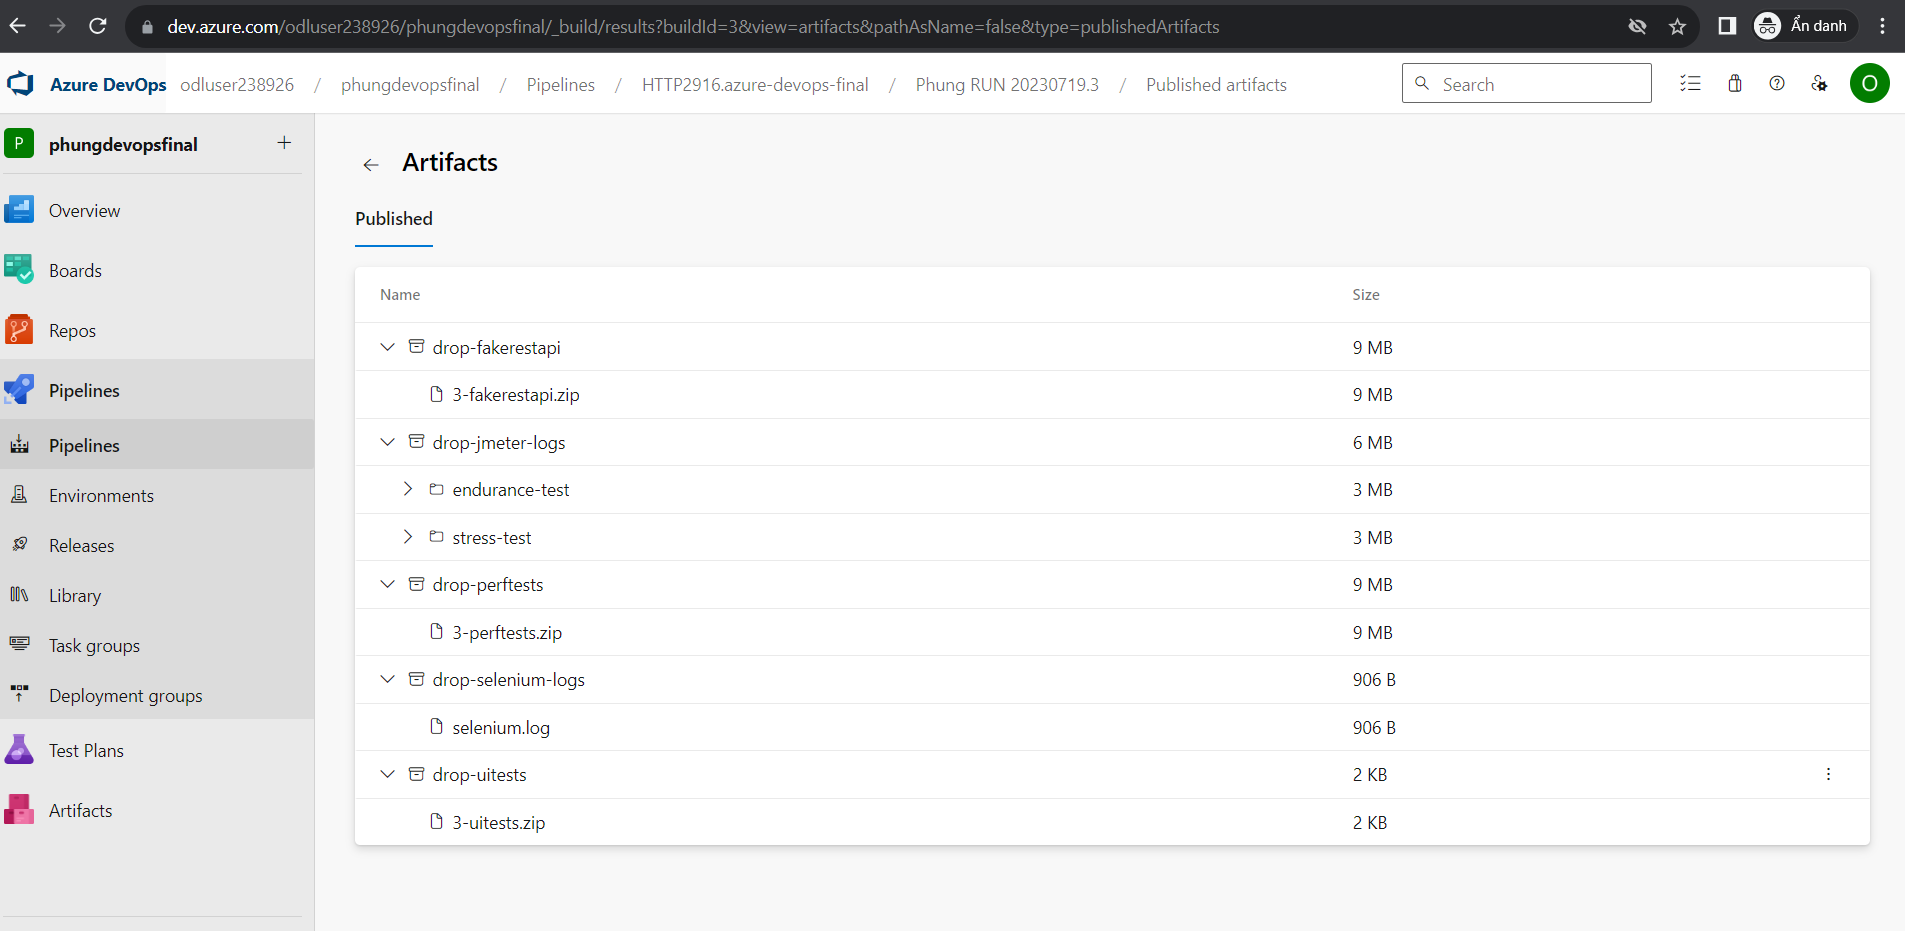 dev.azure.com/odluser238926/phungdevopsfinal/_build/results?buildId=3&view=artifacts&pathAsName=false&type=publishedArtifacts
Ẩn danh
Azure DevOps odluser238926 / phungdevopsfinal / Pipelines / HTTP2916.azure-devops-final / Phung RUN 20230719.3 / Published artifacts
Search
O
P phungdevopsfinal +
Overview
Boards
Repos
Pipelines
Pipelines
Environments
Releases
Library
Task groups
Deployment groups
Test Plans
Artifacts
Artifacts
Published
Name Size
drop-fakerestapi 9 MB
3-fakerestapi.zip 9 MB
drop-jmeter-logs 6 MB
endurance-test 3 MB
stress-test 3 MB
drop-perftests 9 MB
3-perftests.zip 9 MB
drop-selenium-logs 906 B
selenium.log 906 B
drop-uitests 2 KB
3-uitests.zip 2 KB